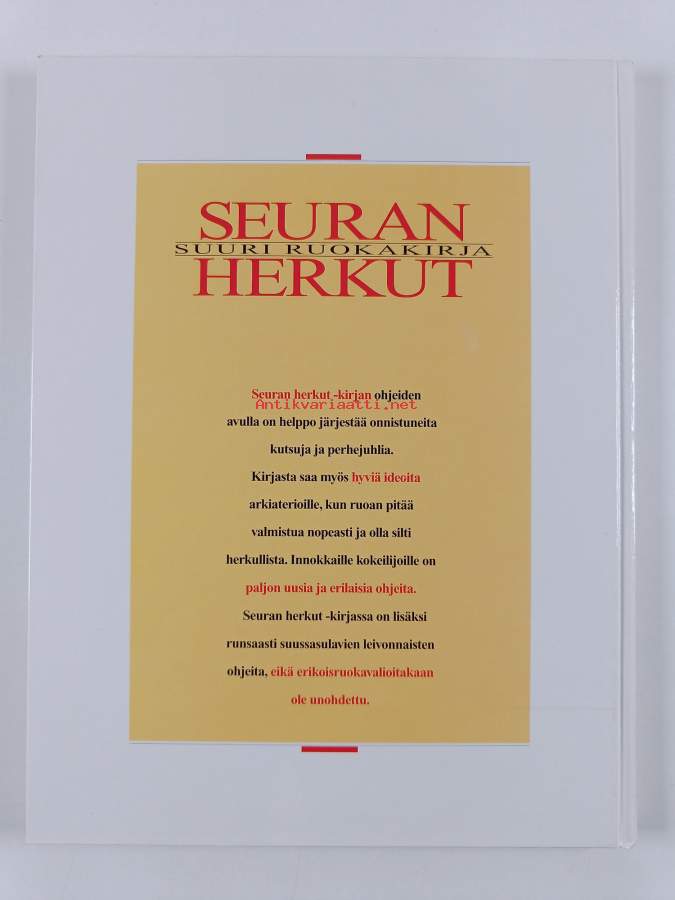 SEURAN
SUURI RUOKAKIRJA
HERKUT
Seuran herkut -kirjan ohjeiden
Antikvariaatti.net
avulla on helppo järjestää onnistuneita
kutsuja ja perhejuhlia.
Kirjasta saa myös hyviä ideoita
arkiaterioille, kun ruoan pitää
valmistua nopeasti ja olla silti
herkullista. Innokkaille kokeilijoille on
paljon uusia ja erilaisia ohjeita.
Seuran herkut -kirjassa on lisäksi
runsaasti suussasulavien leivonnaisten
ohjeita, eikä erikoisruokavalioitakaan
ole unohdettu.